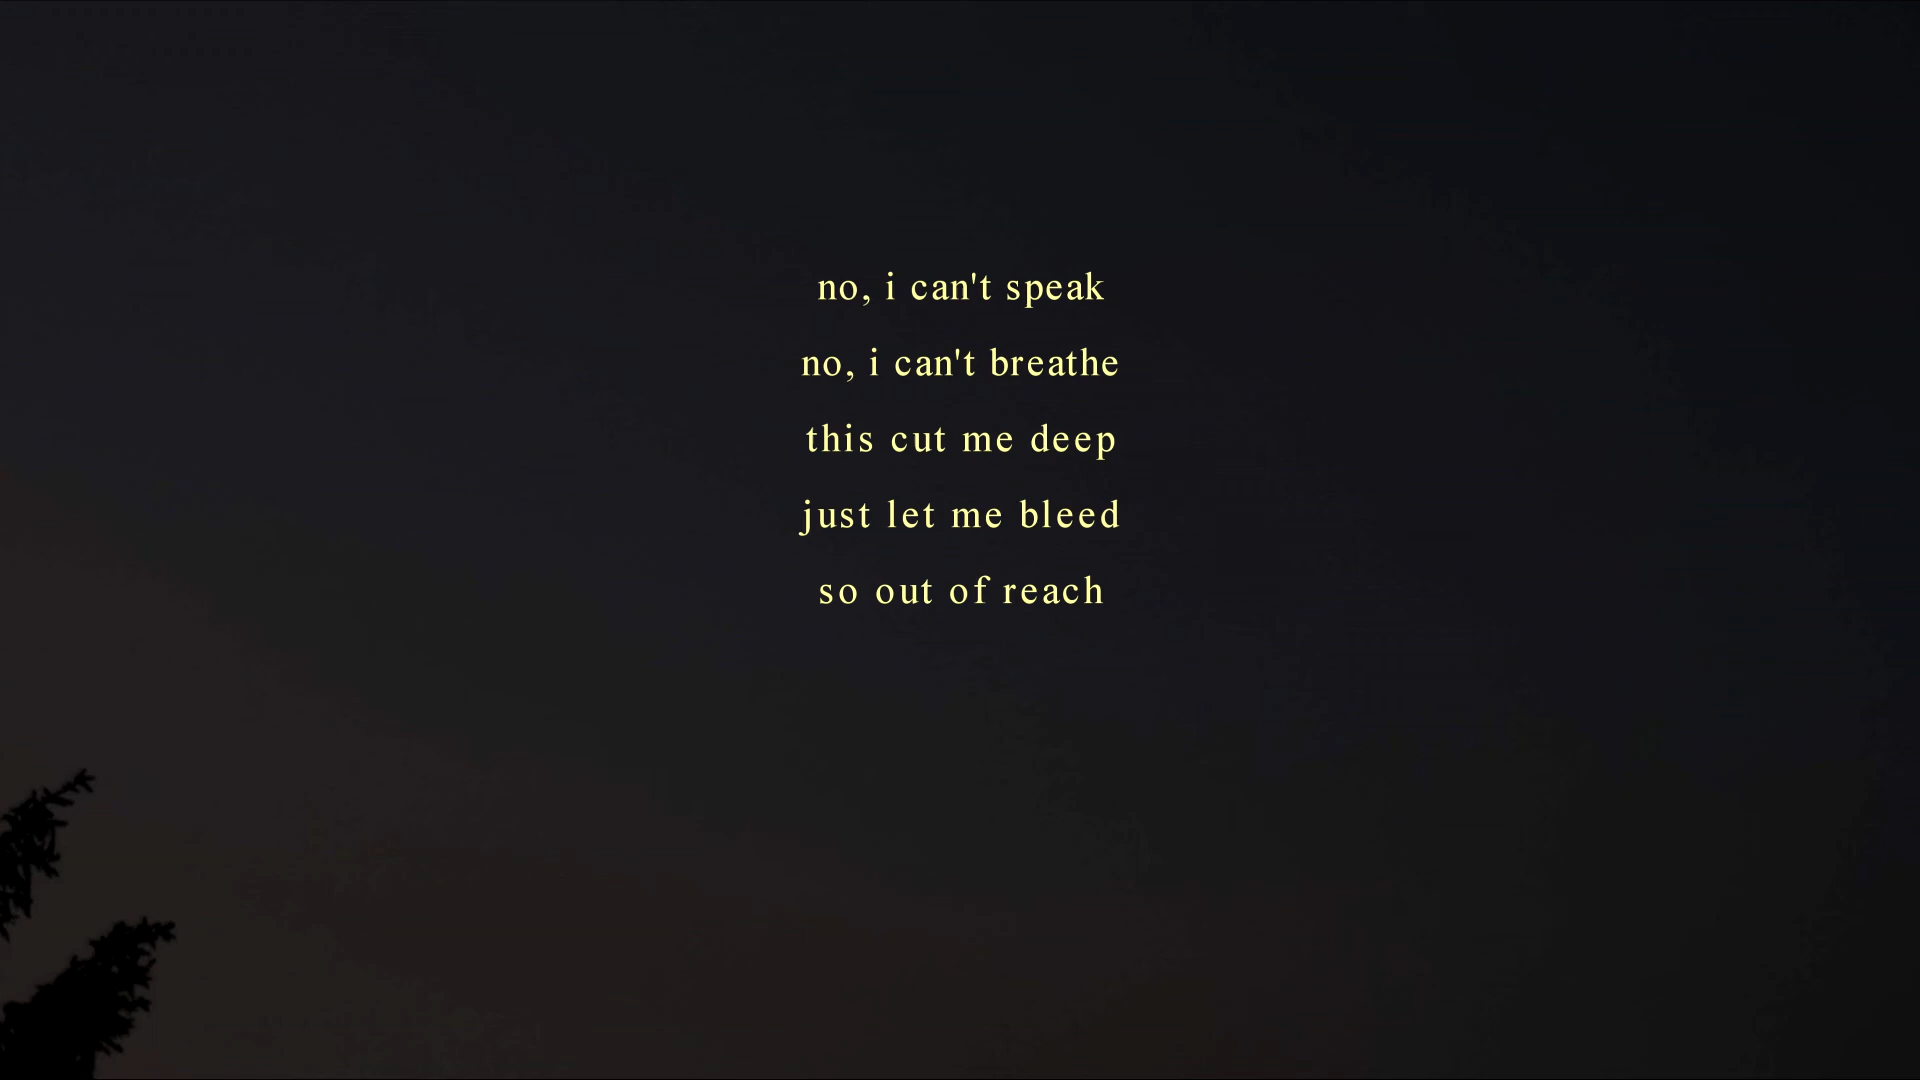 no, i can't speak
no, i can't breathe
this cut me deep
just let me bleed
so out of reach